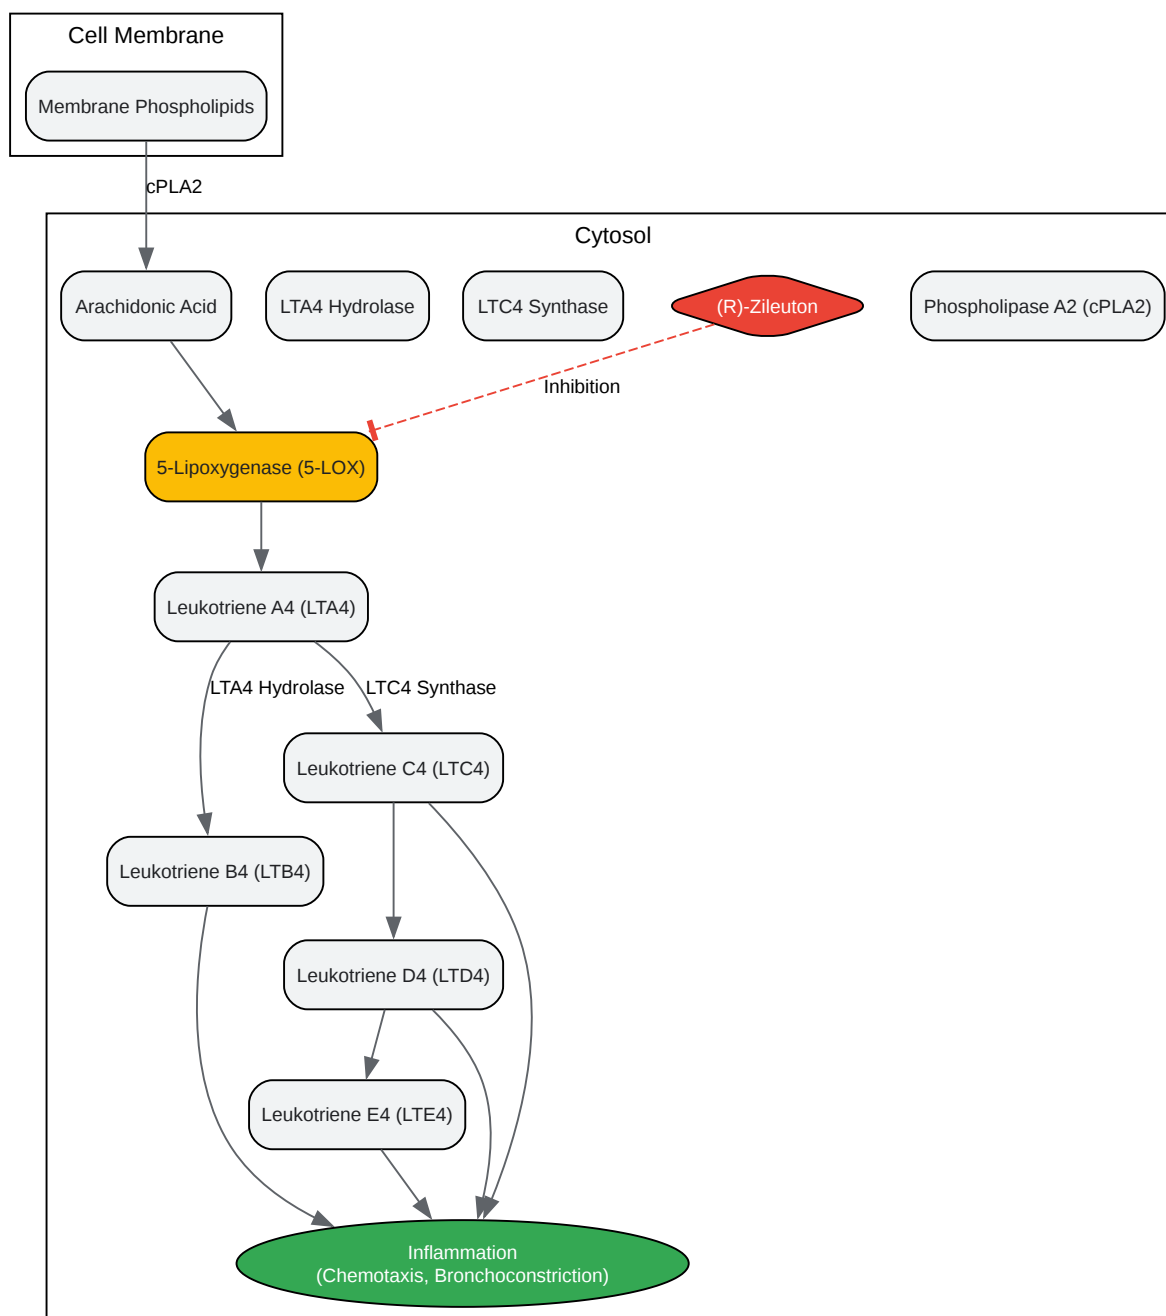 Cell Membrane
Membrane Phospholipids
cPLA2
Cytosol
Arachidonic Acid
LTA4 Hydrolase
LTC4 Synthase
(R)-Zileuton
Phospholipase A2 (cPLA2)
Inhibition
5-Lipoxygenase (5-LOX)
Leukotriene A4 (LTA4)
LTA4 Hydrolase
LTC4 Synthase
Leukotriene C4 (LTC4)
Leukotriene B4 (LTB4)
Leukotriene D4 (LTD4)
Leukotriene E4 (LTE4)
Inflammation
(Chemotaxis, Bronchoconstriction)